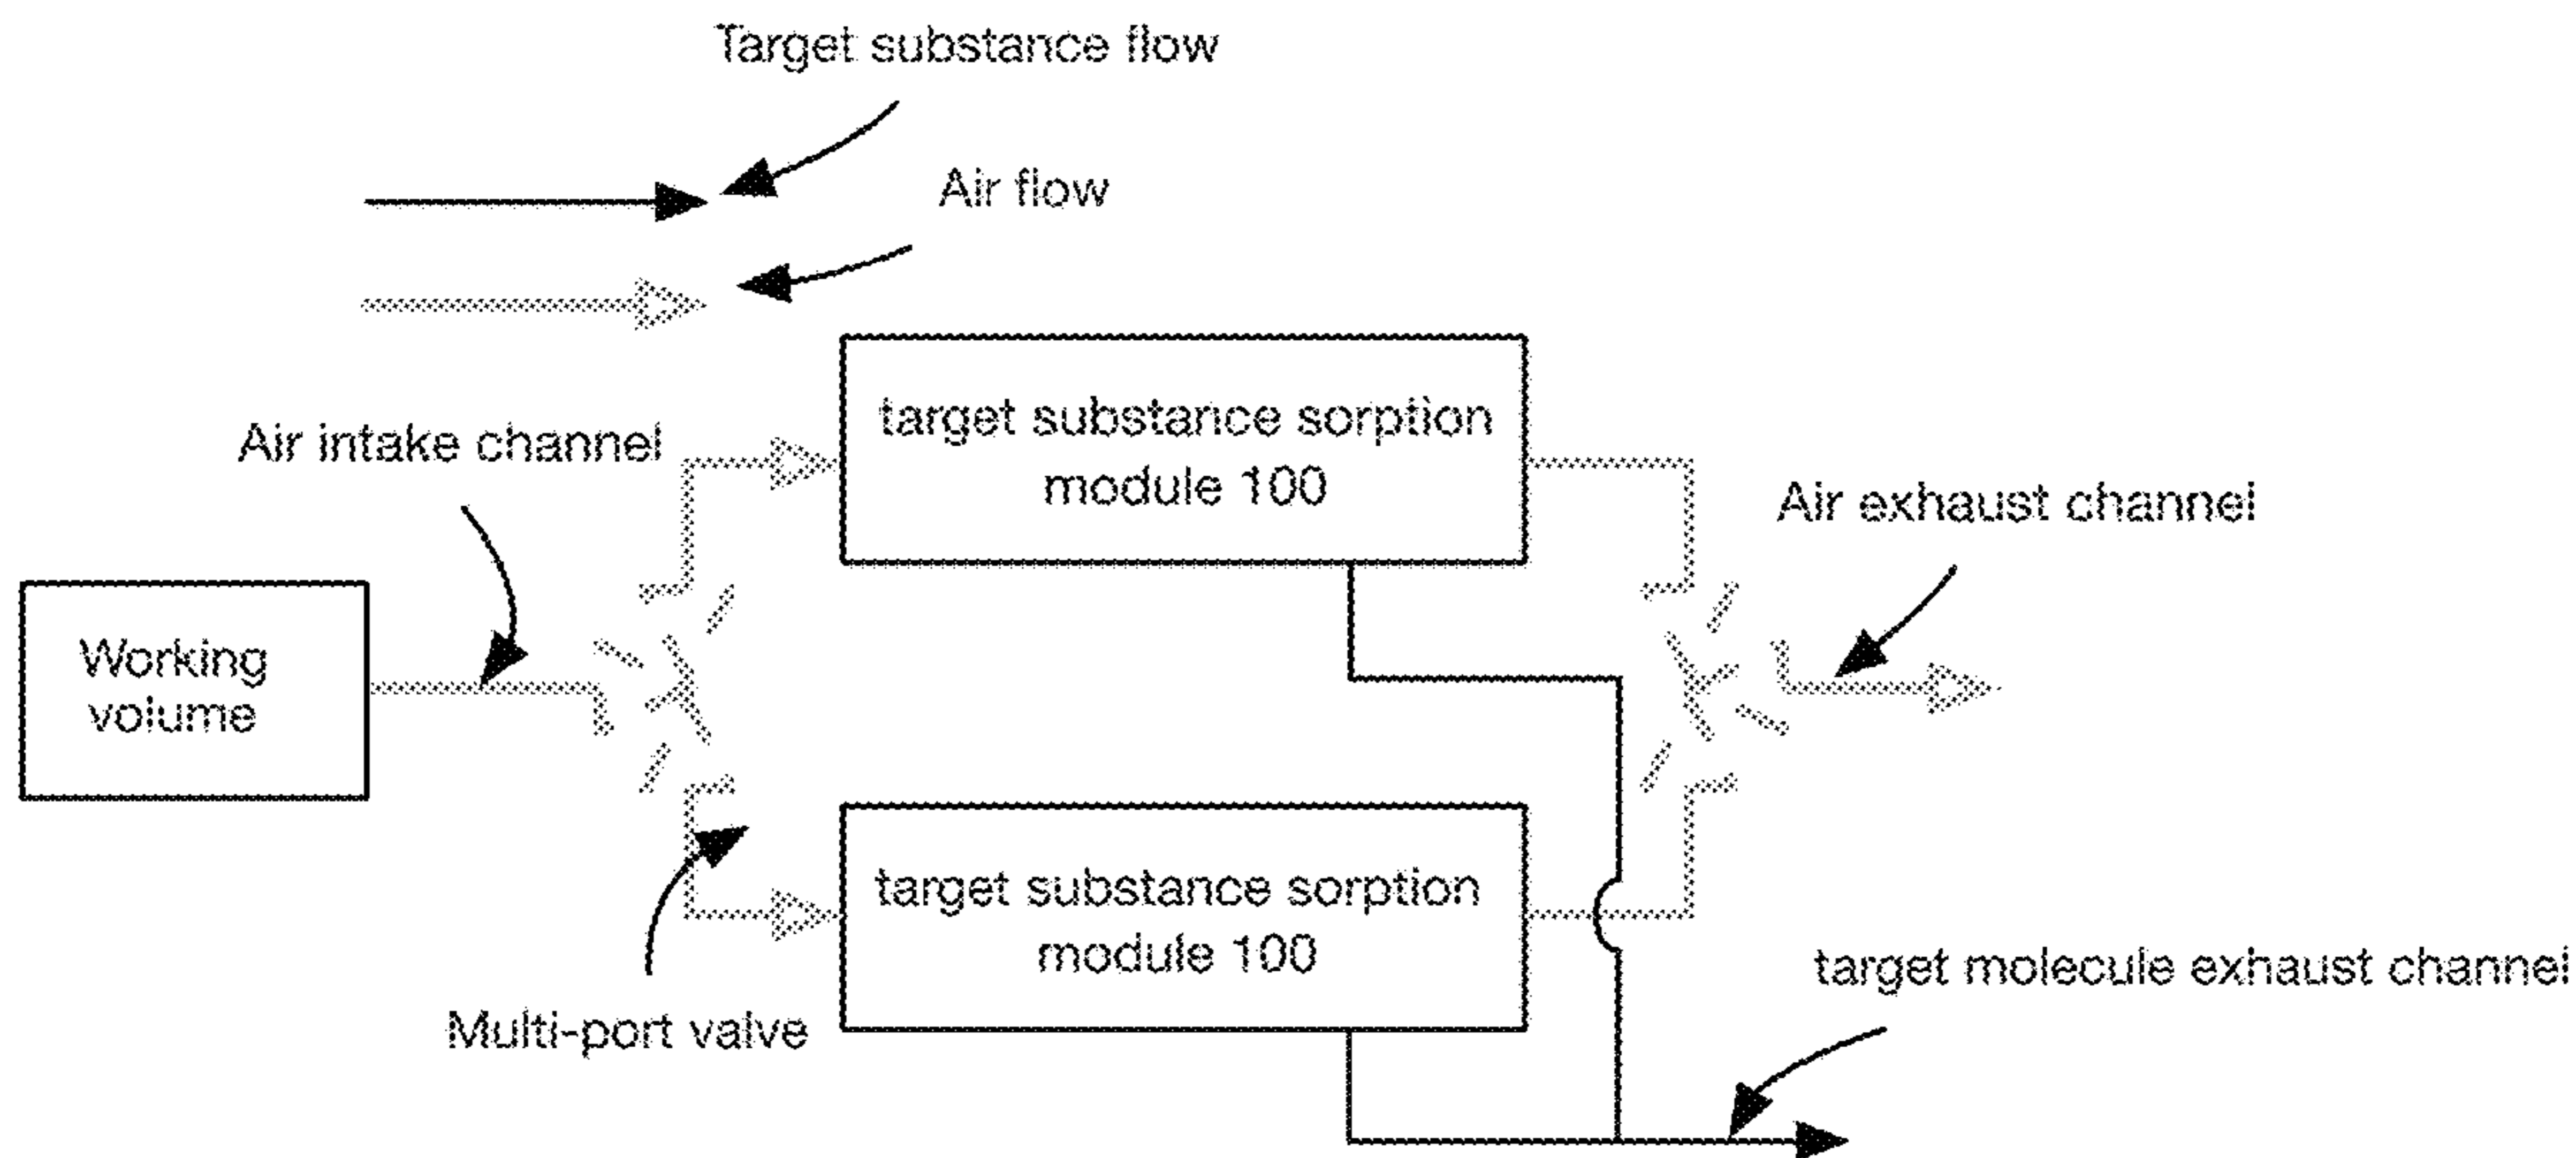 Target substance flow
Air flow
Air intake channel
target substance sorption
module 100
Air exhaust channel
Working
volume
target substance sorption
module 100
Multi-port valve
target molecule exhaust channel